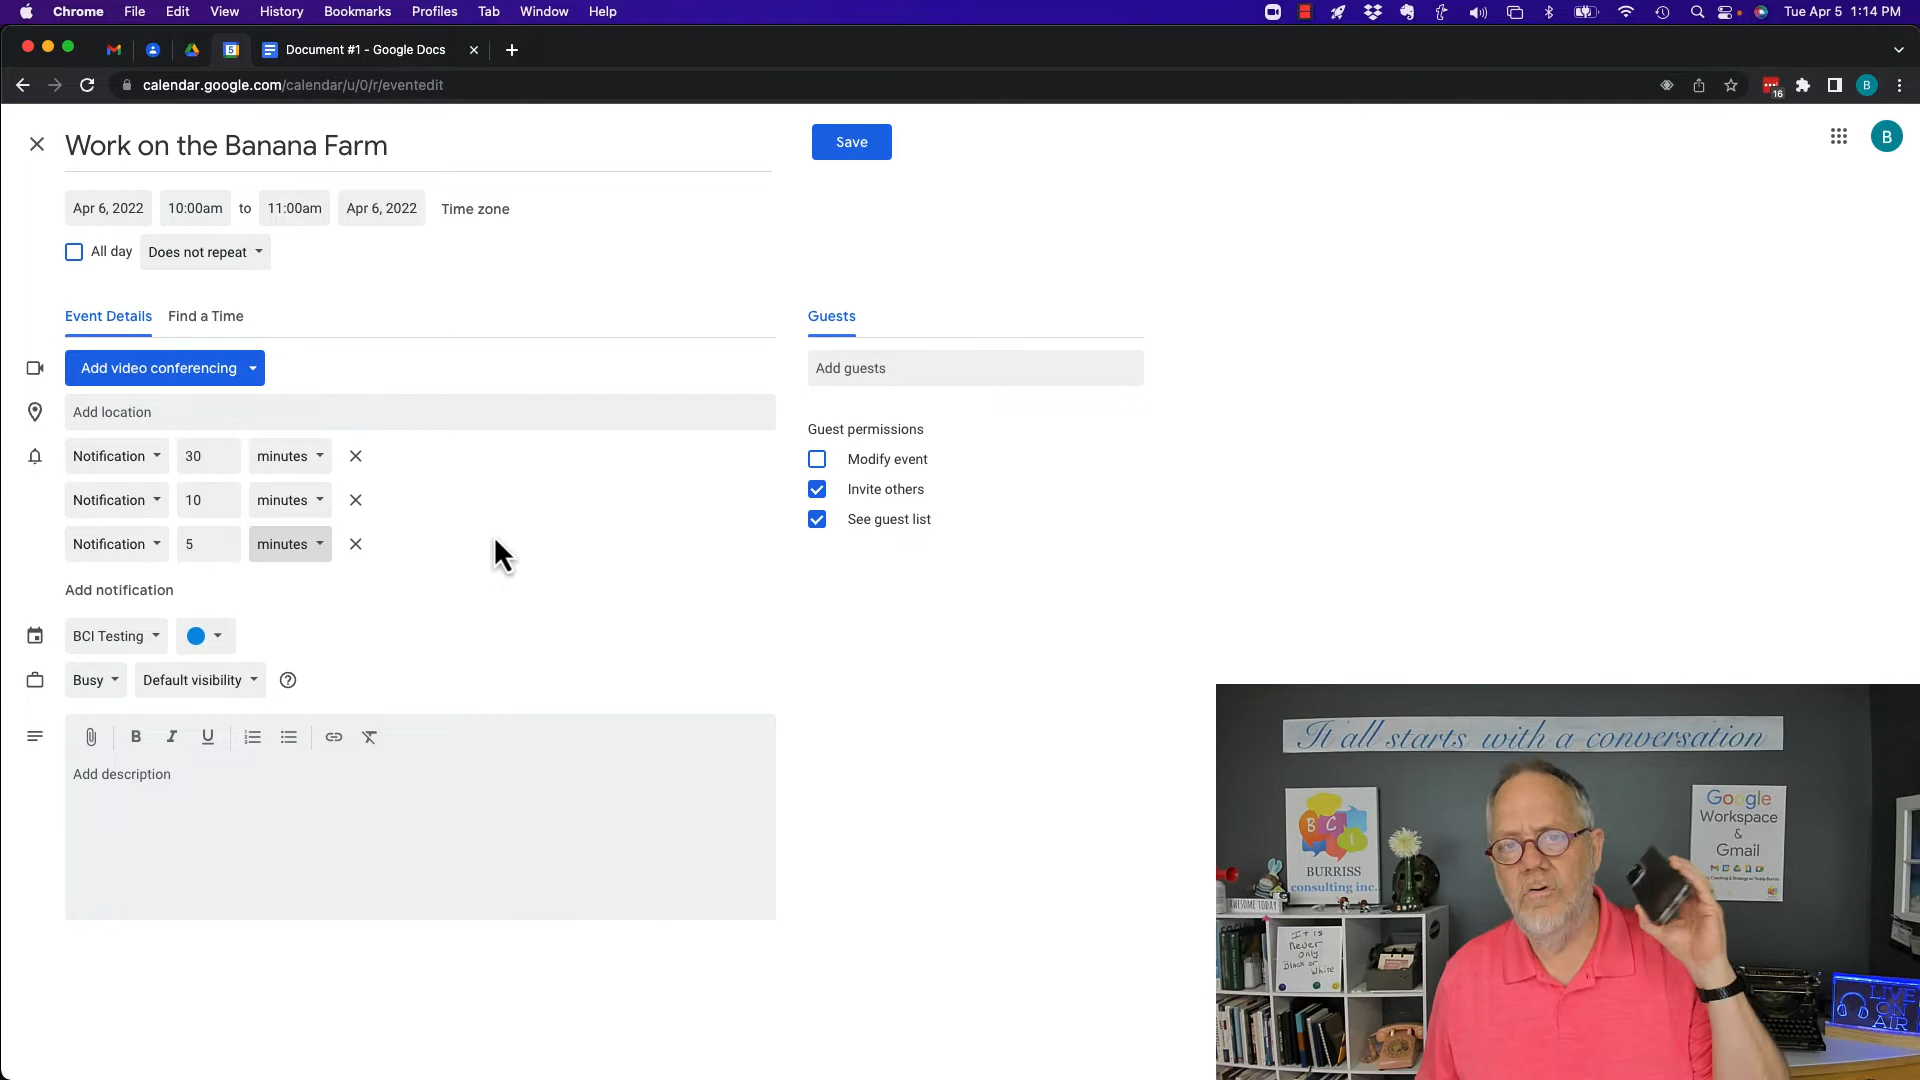 Chrome File Edit View History Bookmarks Profiles Tab Window Help Tue Apr 5 1:14 PM
5 Document #1 - Google Docs
calendar.google.com/calendar/u/0/r/eventedit 16 B
Work on the Banana Farm Save B
Apr 6, 2022 10:00am to 11:00am Apr 6, 2022 Time zone
All day Does not repeat
Event Details Find a Time Guests
Add video conferencing Add guests
Add location
Guest permissions
Notification 30 minutes Modify event
Notification 10 minutes Invite others
See guest list
Notification 5 minutes
Add notification
BCI Testing
Busy Default visibility
B I U
Add description
It all starts with a conversation
B C I
BURRISS
consulting inc.
Google
Workspace
&
Gmail
AWESOME TODAY
It is
Never
Only
Black or
White
LIVE
ON
AIR